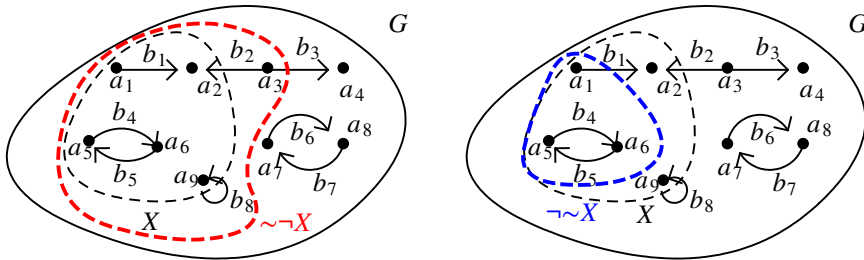 G
b₁ b₂ b₃
a₁ a₂ a₃ a₄
b₄
a₅ a₆ b₆ a₈
b₅ a₇
a₉ b₇
X b₈
∼¬X
G
b₁ b₂ b₃
a₁ a₂ a₃ a₄
b₄
a₅ a₆ b₆ a₈
b₅ a₇
a₉ b₇
¬∼X X b₈